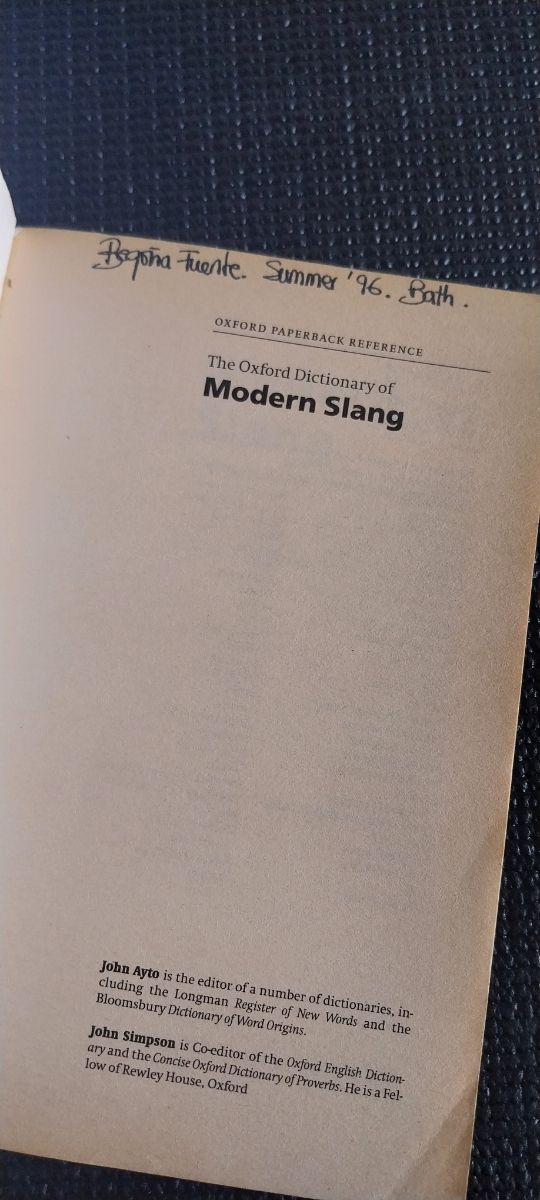 Begoña Fuente. Summer '96. Bath.
OXFORD PAPERBACK REFERENCE
The Oxford Dictionary of
Modern Slang
John Ayto is the editor of a number of dictionaries, in-
cluding the Longman Register of New Words and the
Bloomsbury Dictionary of Word Origins.
John Simpson is Co-editor of the Oxford English Diction-
ary and the Concise Oxford Dictionary of Proverbs. He is a Fel-
low of Rewley House, Oxford